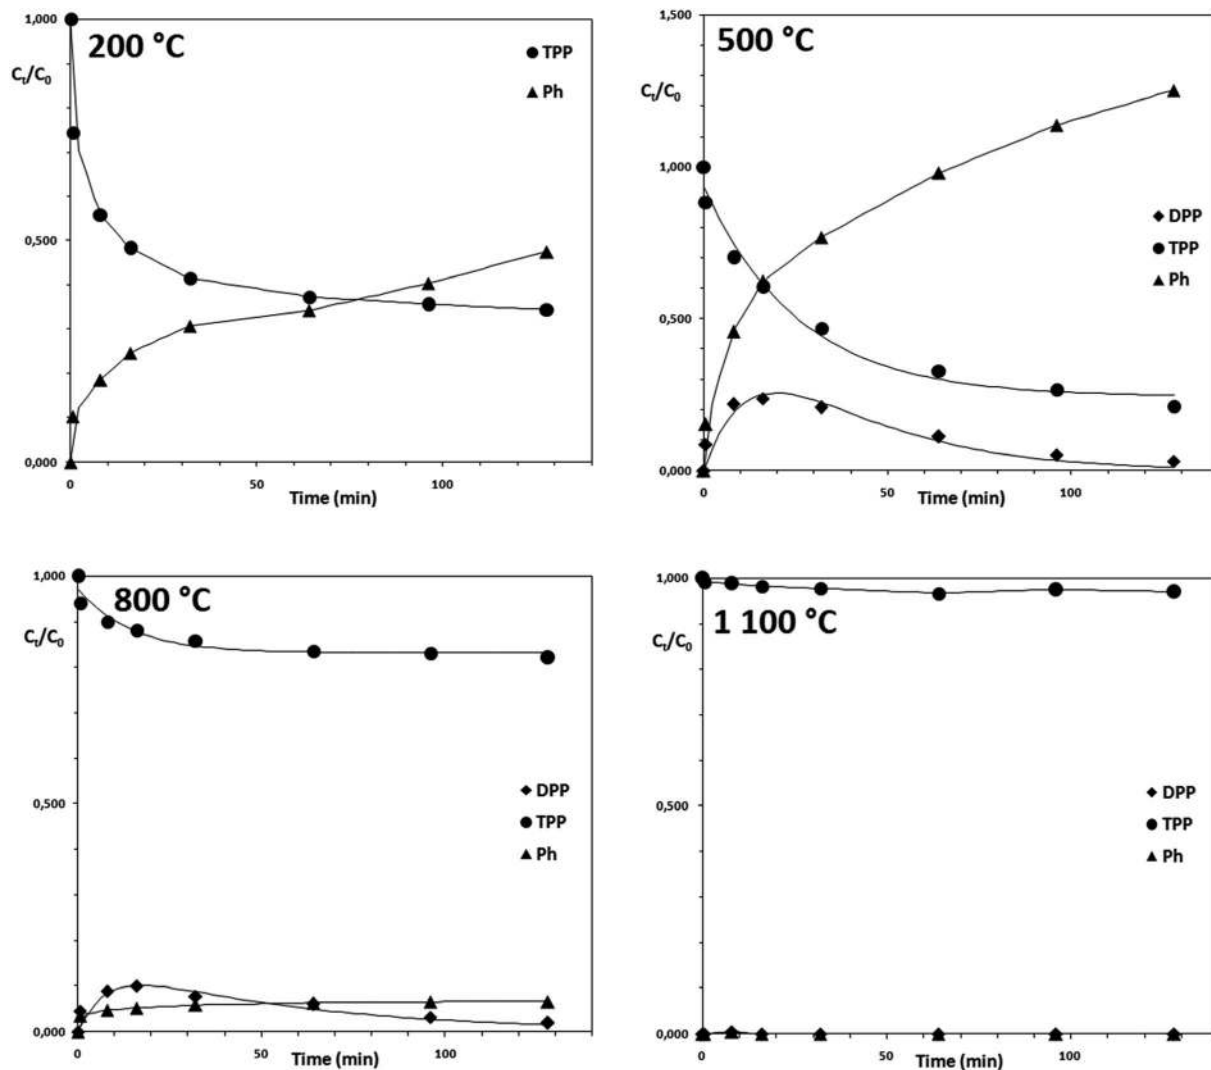 1,000
200 °C
TPP
Ct/C0
Ph
0,500
0,000
0
50
100
Time (min)
1,500
500 °C
Ct/C0
1,000
DPP
TPP
0,500
Ph
0,000
0
50
100
Time (min)
1,000
800 °C
Ct/C0
0,500
DPP
TPP
Ph
0,000
0
50
100
Time (min)
1,000
1 100 °C
Ct/C0
0,500
DPP
TPP
Ph
0,000
0
50
100
Time (min)